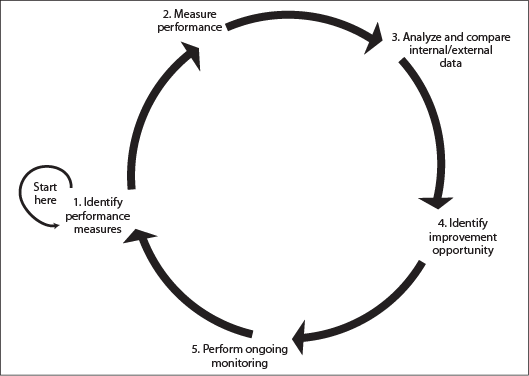 2. Measure
performance
3. Analyze and compare
internal/external
data
Start
here
1. Identify
performance
measures
4. Identify
improvement
opportunity
5. Perform ongoing
monitoring